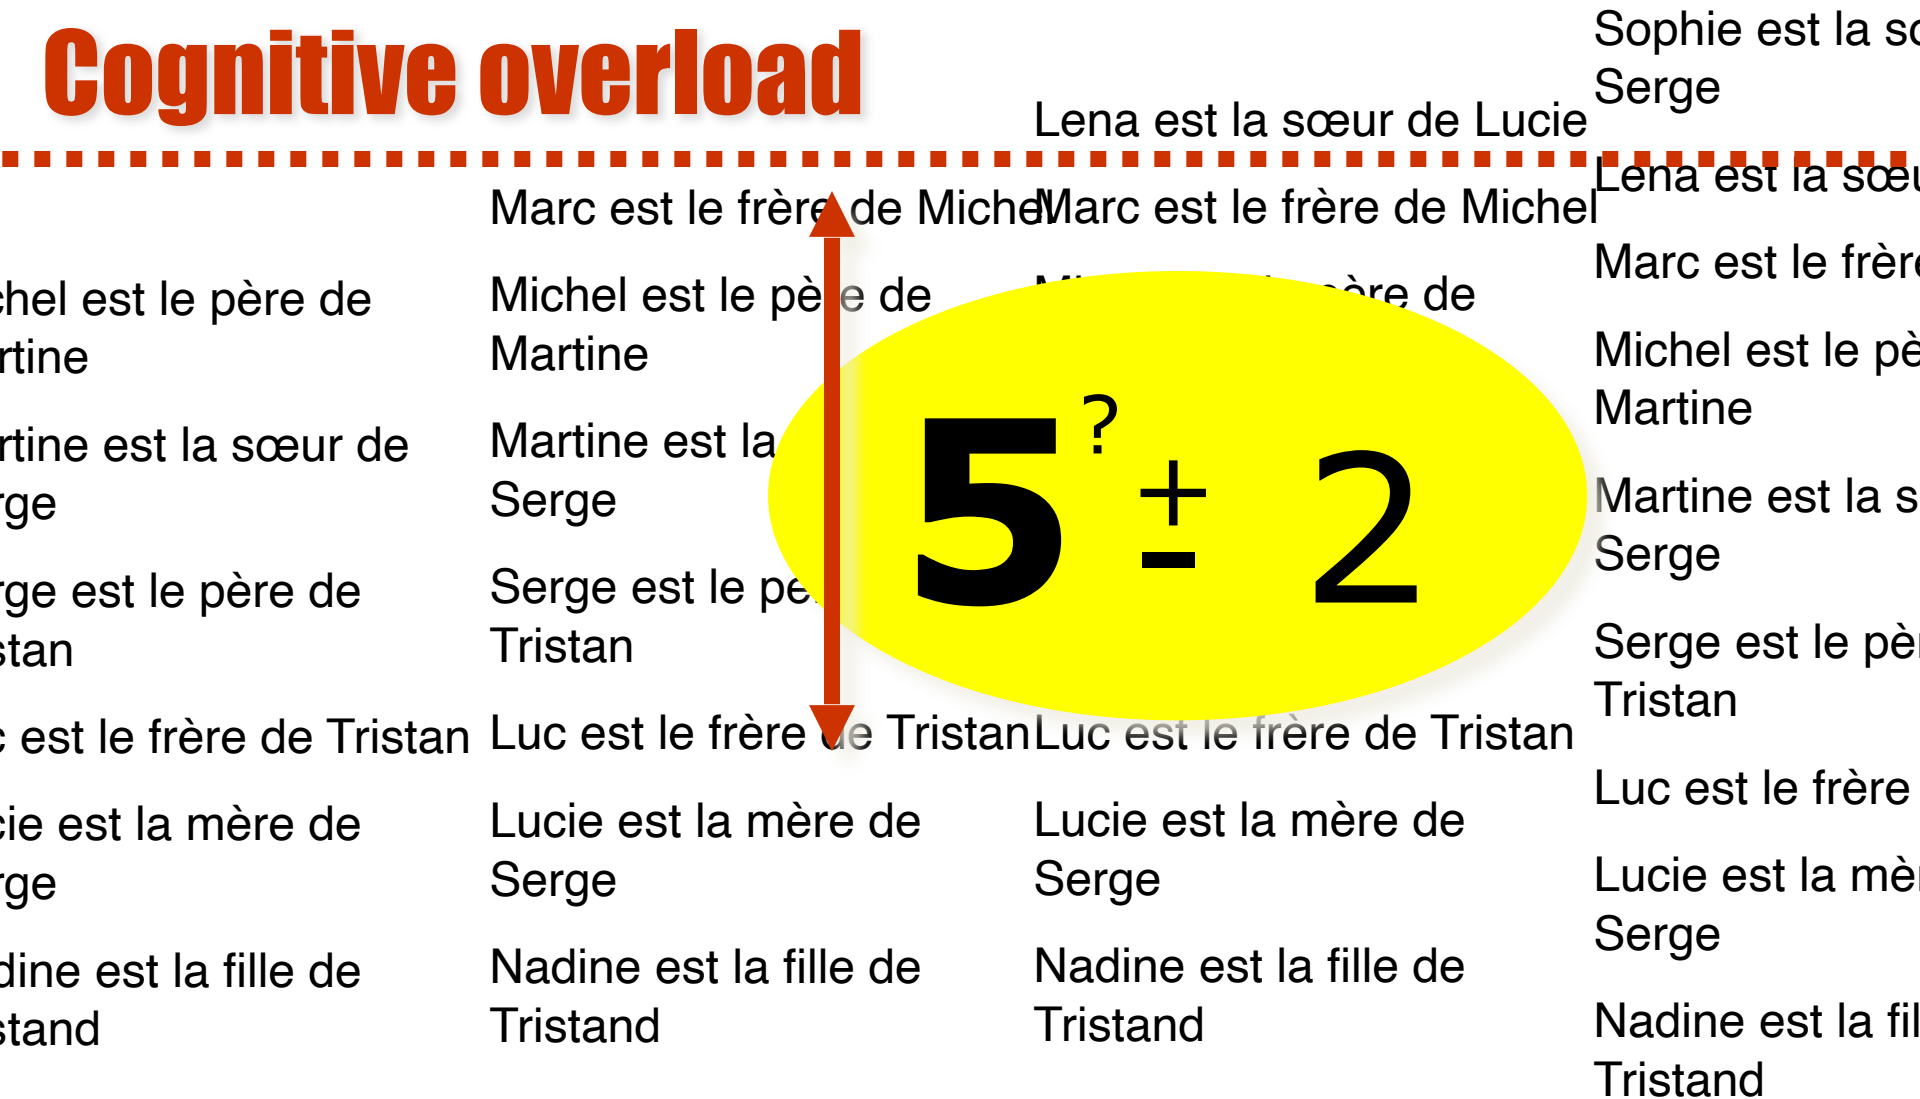 Cognitive overload
chel est le père de
rtine
rtine est la sœur de
rge
rge est le père de
stan
c est le frère de Tristan
cie est la mère de
rge
dine est la fille de
stand
Marc est le frère de Michel
Michel est le père de
Martine
Martine est la
Serge
Serge est le pè
Tristan
Luc est le frère de Tristan
Lucie est la mère de
Serge
Nadine est la fille de
Tristand
Lena est la sœur de Lucie
Marc est le frère de Michel
père de
5 ? ± 2
Luc est le frère de Tristan
Lucie est la mère de
Serge
Nadine est la fille de
Tristand
Sophie est la sœ
Serge
Lena est la sœu
Marc est le frère
Michel est le pè
Martine
Martine est la s
Serge
Serge est le pèr
Tristan
Luc est le frère
Lucie est la mèr
Serge
Nadine est la fil
Tristand